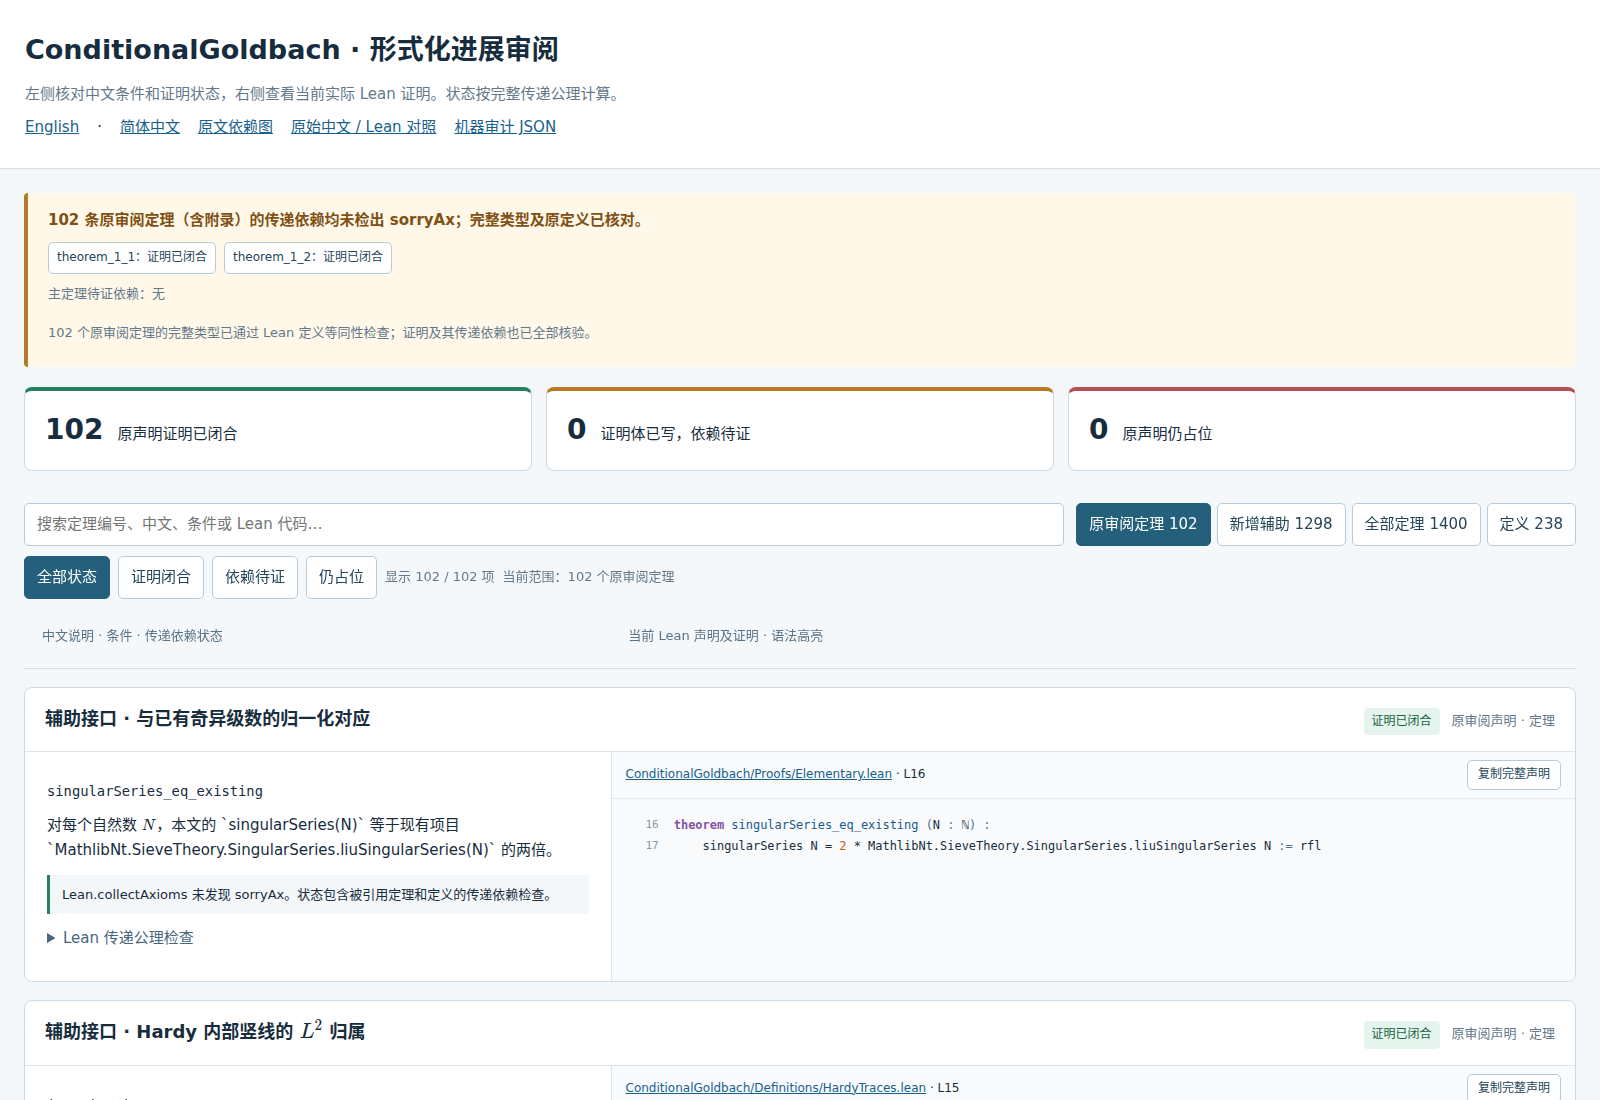 ConditionalGoldbach · 形式化进展审阅
左侧核对中文条件和证明状态，右侧查看当前实际 Lean 证明。状态按完整传递公理计算。
English · 简体中文 原文依赖图 原始中文 / Lean 对照 机器审计 JSON
102 条原审阅定理（含附录）的传递依赖均未检出 sorryAx；完整类型及原定义已核对。
theorem_1_1：证明已闭合 theorem_1_2：证明已闭合
主定理待证依赖：无
102 个原审阅定理的完整类型已通过 Lean 定义等同性检查；证明及其传递依赖也已全部核验。
102 原声明证明已闭合 0 证明体已写，依赖待证 0 原声明仍占位
搜索定理编号、中文、条件或 Lean 代码… 原审阅定理 102 新增辅助 1298 全部定理 1400 定义 238
全部状态 证明闭合 依赖待证 仍占位 显示 102 / 102 项 当前范围：102 个原审阅定理
中文说明 · 条件 · 传递依赖状态 当前 Lean 声明及证明 · 语法高亮
辅助接口 · 与已有奇异级数的归一化对应 证明已闭合 原审阅声明 · 定理
ConditionalGoldbach/Proofs/Elementary.lean · L16 复制完整声明
singularSeries_eq_existing
对每个自然数 N，本文的 `singularSeries(N)` 等于现有项目
`MathlibNt.SieveTheory.SingularSeries.liuSingularSeries(N)` 的两倍。
Lean.collectAxioms 未发现 sorryAx。状态包含被引用定理和定义的传递依赖检查。
▶ Lean 传递公理检查
16 theorem singularSeries_eq_existing (N : ℕ) :
17 singularSeries N = 2 * MathlibNt.SieveTheory.SingularSeries.liuSingularSeries N := rfl
辅助接口 · Hardy 内部竖线的 L² 归属 证明已闭合 原审阅声明 · 定理
ConditionalGoldbach/Definitions/HardyTraces.lean · L15 复制完整声明